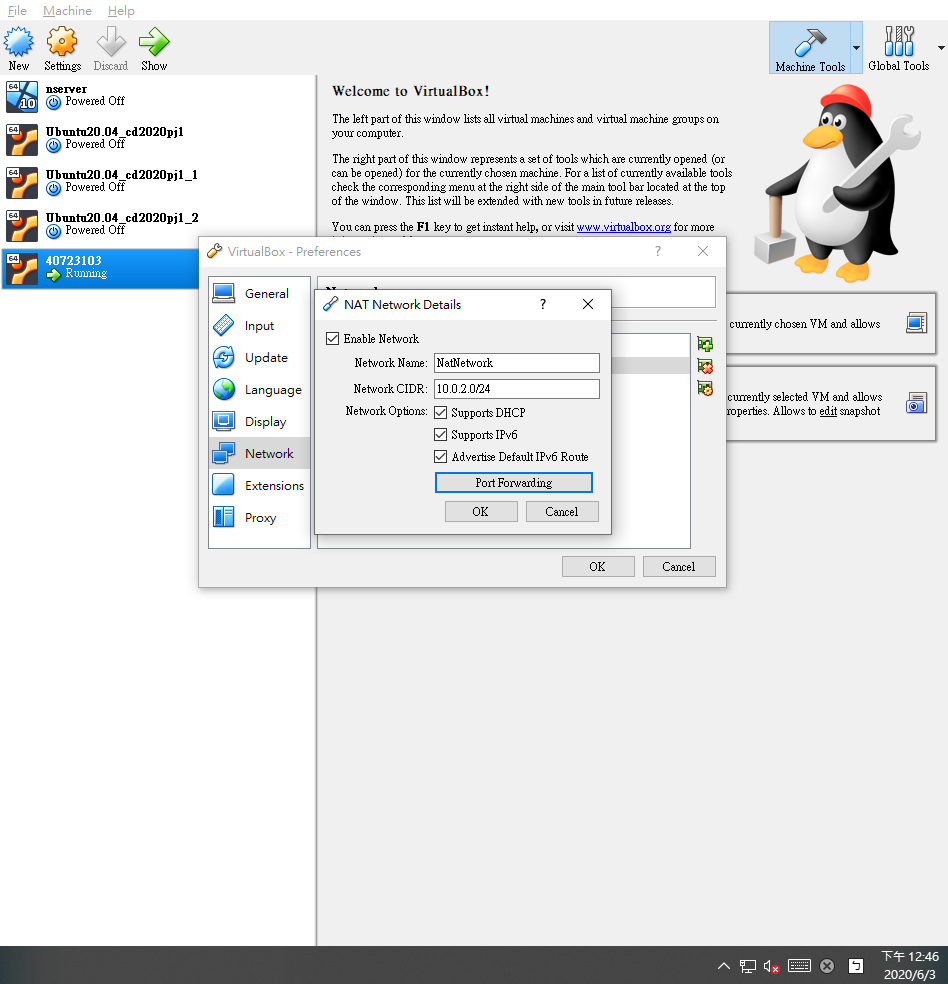 File Machine Help
New Settings Discard Show
Machine Tools Global Tools
64
10
nserver
Powered Off
64
Ubuntu20.04_cd2020pj1
Powered Off
64
Ubuntu20.04_cd2020pj1_1
Powered Off
64
Ubuntu20.04_cd2020pj1_2
Powered Off
64
40723103
Running
Welcome to VirtualBox!
The left part of this window lists all virtual machines and virtual machine groups on
your computer.
The right part of this window represents a set of tools which are currently opened (or
can be opened) for the currently chosen machine. For a list of currently available tools
check the corresponding menu at the right side of the main tool bar located at the top
of the window. This list will be extended with new tools in future releases.
You can press the F1 key to get instant help, or visit www.virtualbox.org for more
currently chosen VM and allows
currently selected VM and allows
roperties. Allows to edit snapshot
VirtualBox - Preferences ?
General
Input
Update
Language
Display
Network
Extensions
Proxy
OK Cancel
NAT Network Details ?
Enable Network
Network Name: NatNetwork
Network CIDR: 10.0.2.0/24
Network Options: Supports DHCP
Supports IPv6
Advertise Default IPv6 Route
Port Forwarding
OK Cancel
下午 12:46
2020/6/3